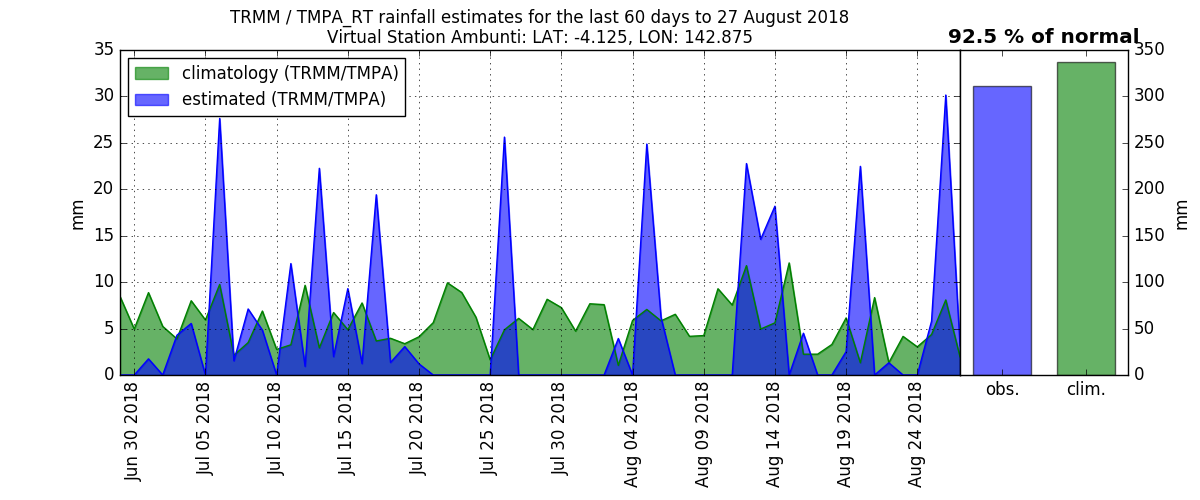 TRMM / TMPA_RT rainfall estimates for the last 60 days to 27 August 2018
Virtual Station Ambunti: LAT: -4.125, LON: 142.875
92.5 % of normal
climatology (TRMM/TMPA)
estimated (TRMM/TMPA)
35
30
25
20
15
10
5
0
mm
350
300
250
200
150
100
50
0
mm
Jun 30 2018
Jul 05 2018
Jul 10 2018
Jul 15 2018
Jul 20 2018
Jul 25 2018
Jul 30 2018
Aug 04 2018
Aug 09 2018
Aug 14 2018
Aug 19 2018
Aug 24 2018
obs.
clim.